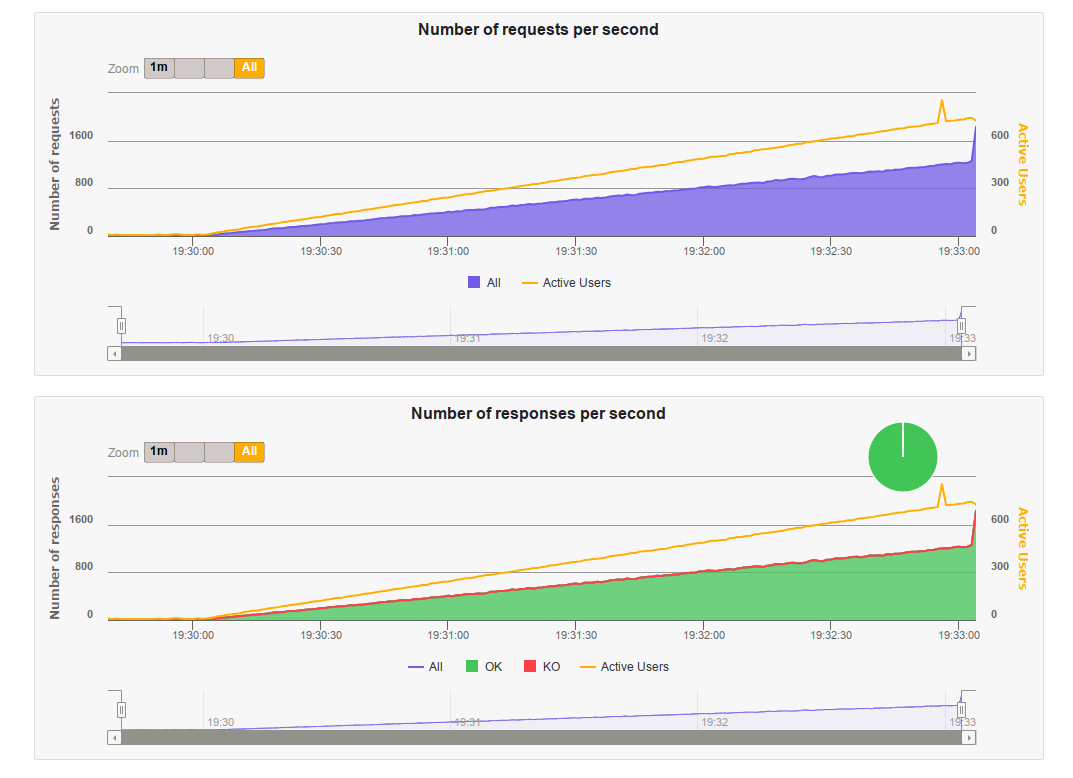 Number of requests per second
Zoom 1m All
Number of requests
1600
800
0
600
300
0
Active Users
19:30:00 19:30:30 19:31:00 19:31:30 19:32:00 19:32:30 19:33:00
All Active Users
19:30 19:31 19:32 19:33
Number of responses per second
Zoom 1m All
Number of responses
1600
800
0
600
300
0
Active Users
19:30:00 19:30:30 19:31:00 19:31:30 19:32:00 19:32:30 19:33:00
All OK KO Active Users
19:30 19:31 19:32 19:33